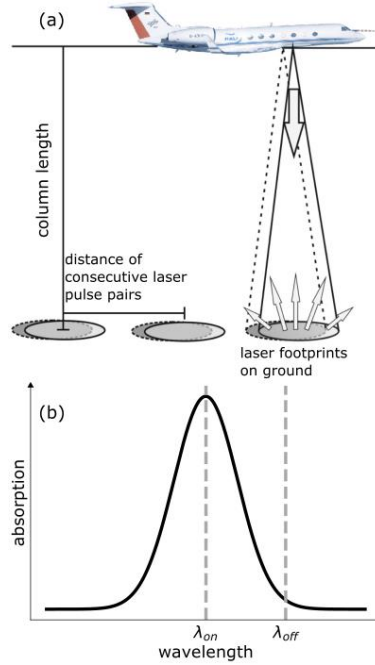 (a)
column length
distance of
consecutive laser
pulse pairs
laser footprints
on ground
(b)
absorption
λon
λoff
wavelength